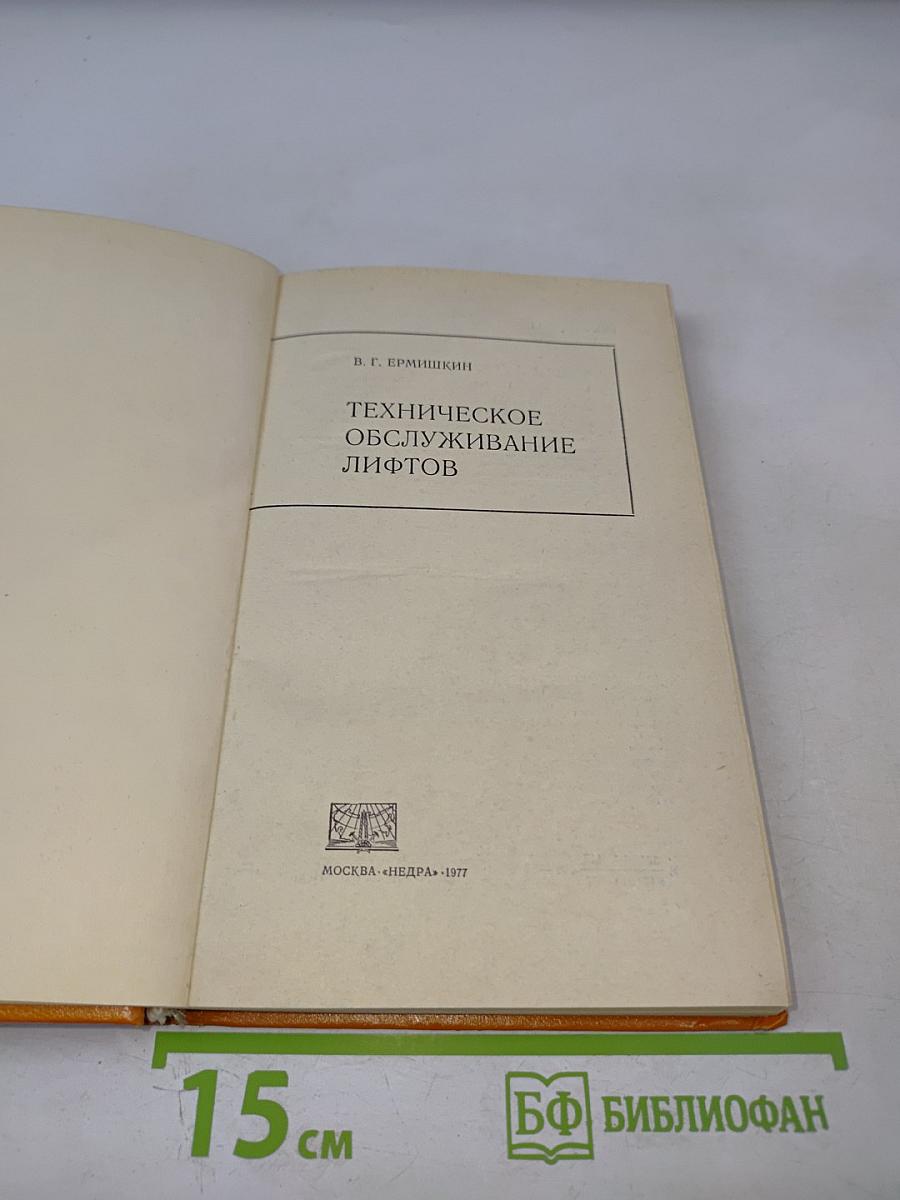 В. Г. ЕРМИШКИН
ТЕХНИЧЕСКОЕ
ОБСЛУЖИВАНИЕ
ЛИФТОВ
МОСКВА · «НЕДРА» · 1977
15 см
БФ БИБЛИОФАН